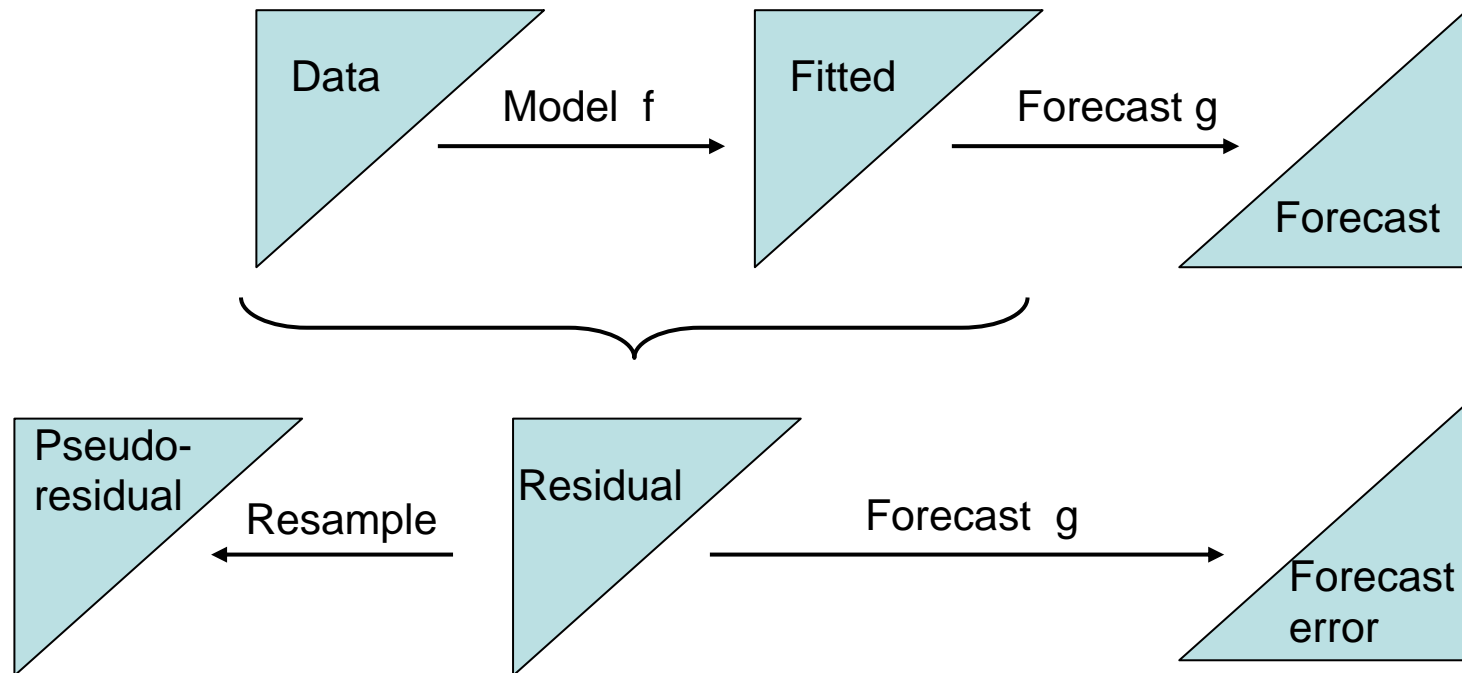 Data
Model f
Fitted
Forecast g
Forecast
Pseudo-
residual
Resample
Residual
Forecast g
Forecast
error